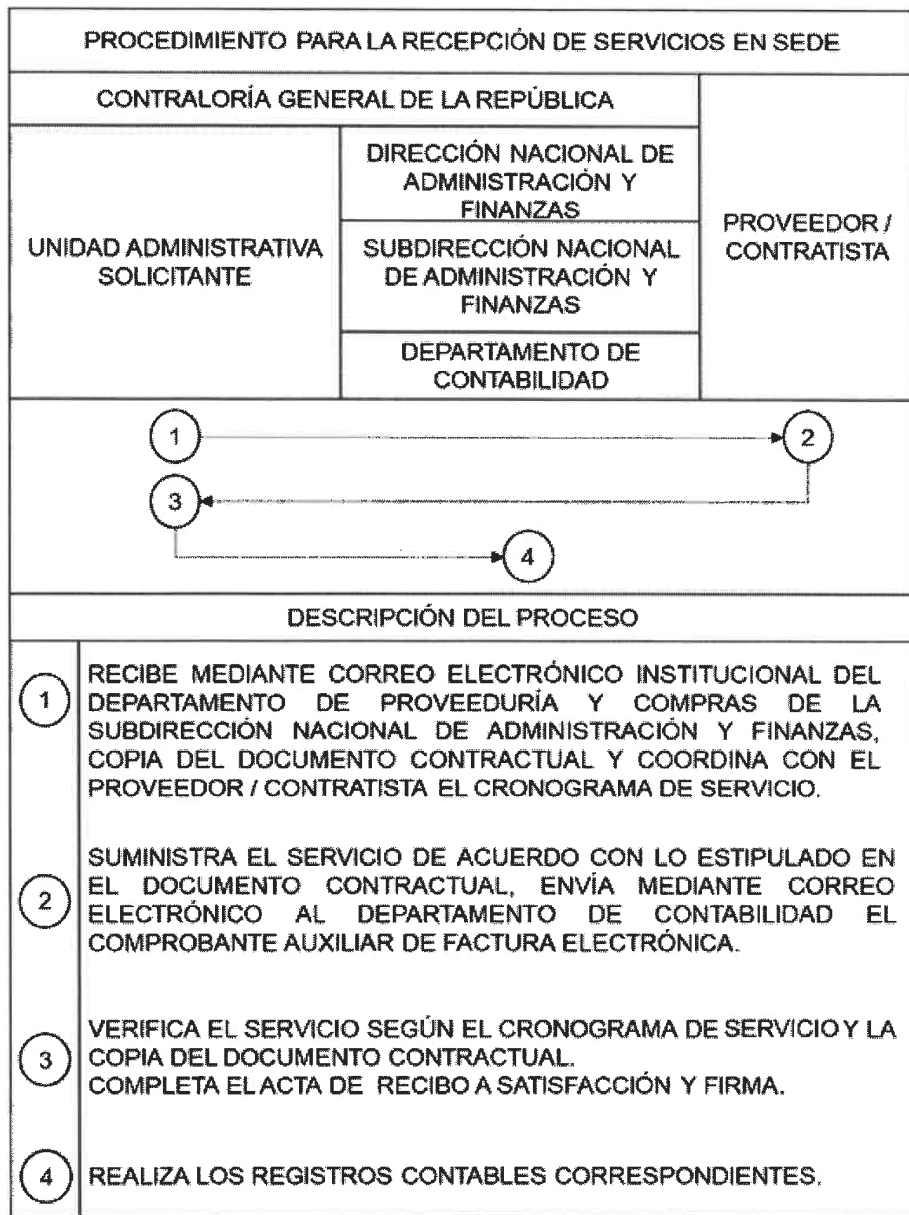 PROCEDIMIENTO PARA LA RECEPCIÓN DE SERVICIOS EN SEDE
CONTRALORÍA GENERAL DE LA REPÚBLICA
UNIDAD ADMINISTRATIVA
SOLICITANTE
DIRECCIÓN NACIONAL DE
ADMINISTRACIÓN Y
FINANZAS
SUBDIRECCIÓN NACIONAL
DE ADMINISTRACIÓN Y
FINANZAS
DEPARTAMENTO DE
CONTABILIDAD
PROVEEDOR /
CONTRATISTA
1
2
3
4
DESCRIPCIÓN DEL PROCESO
1
RECIBE MEDIANTE CORREO ELECTRÓNICO INSTITUCIONAL DEL
DEPARTAMENTO DE PROVEEDURÍA Y COMPRAS DE LA
SUBDIRECCIÓN NACIONAL DE ADMINISTRACIÓN Y FINANZAS,
COPIA DEL DOCUMENTO CONTRACTUAL Y COORDINA CON EL
PROVEEDOR / CONTRATISTA EL CRONOGRAMA DE SERVICIO.
2
SUMINISTRA EL SERVICIO DE ACUERDO CON LO ESTIPULADO EN
EL DOCUMENTO CONTRACTUAL, ENVÍA MEDIANTE CORREO
ELECTRÓNICO AL DEPARTAMENTO DE CONTABILIDAD EL
COMPROBANTE AUXILIAR DE FACTURA ELECTRÓNICA.
3
VERIFICA EL SERVICIO SEGÚN EL CRONOGRAMA DE SERVICIO Y LA
COPIA DEL DOCUMENTO CONTRACTUAL.
COMPLETA EL ACTA DE RECIBO A SATISFACCIÓN Y FIRMA.
4
REALIZA LOS REGISTROS CONTABLES CORRESPONDIENTES.